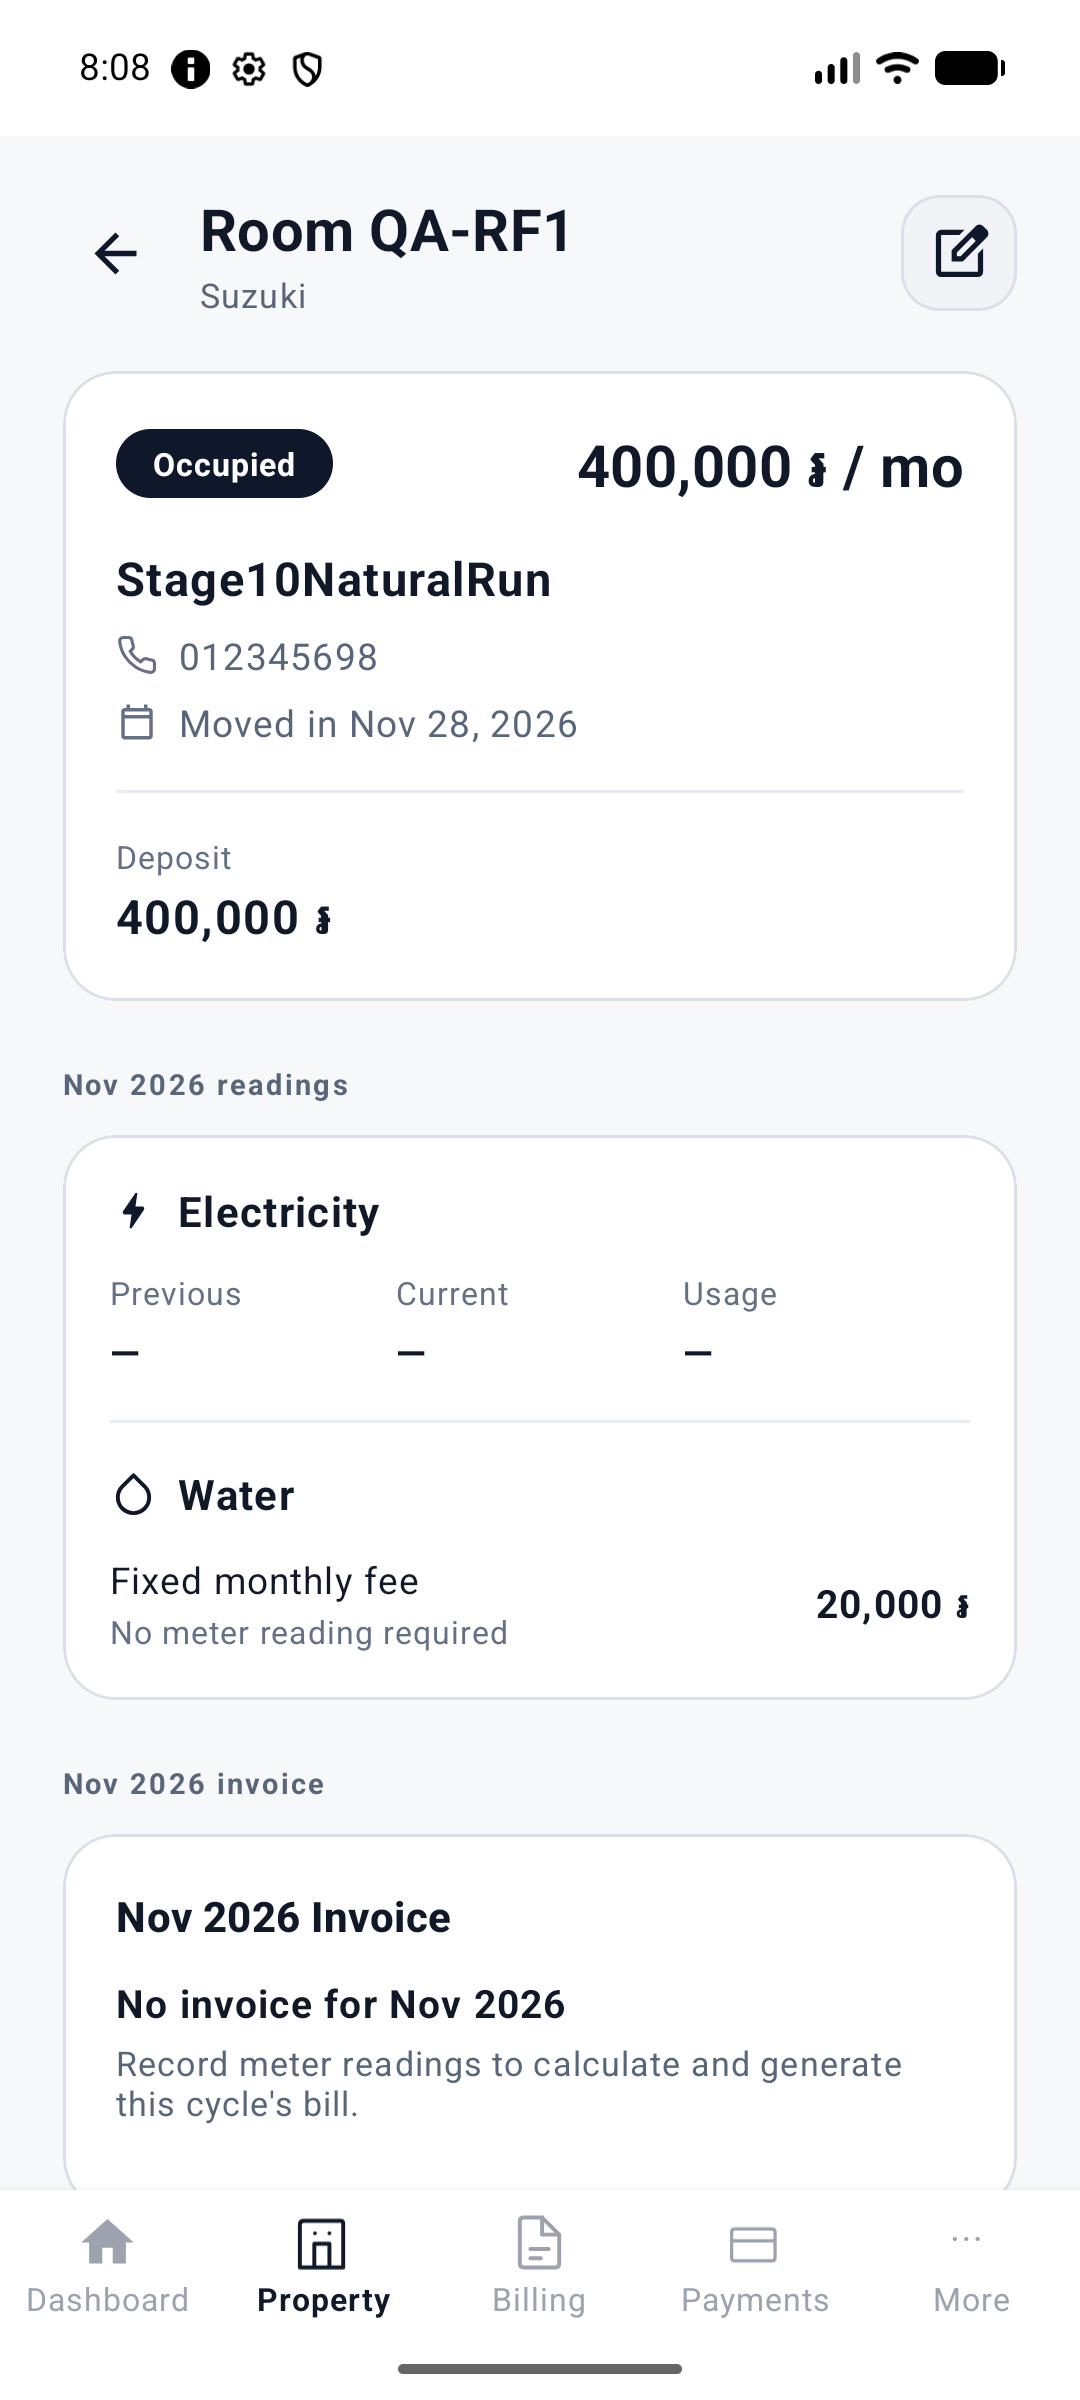 8:08
Room QA-RF1
Suzuki
Occupied
400,000 ៛ / mo
Stage10NaturalRun
012345698
Moved in Nov 28, 2026
Deposit
400,000 ៛
Nov 2026 readings
Electricity
Previous Current Usage
– – –
Water
Fixed monthly fee
20,000 ៛
No meter reading required
Nov 2026 invoice
Nov 2026 Invoice
No invoice for Nov 2026
Record meter readings to calculate and generate
this cycle's bill.
Dashboard Property Billing Payments More